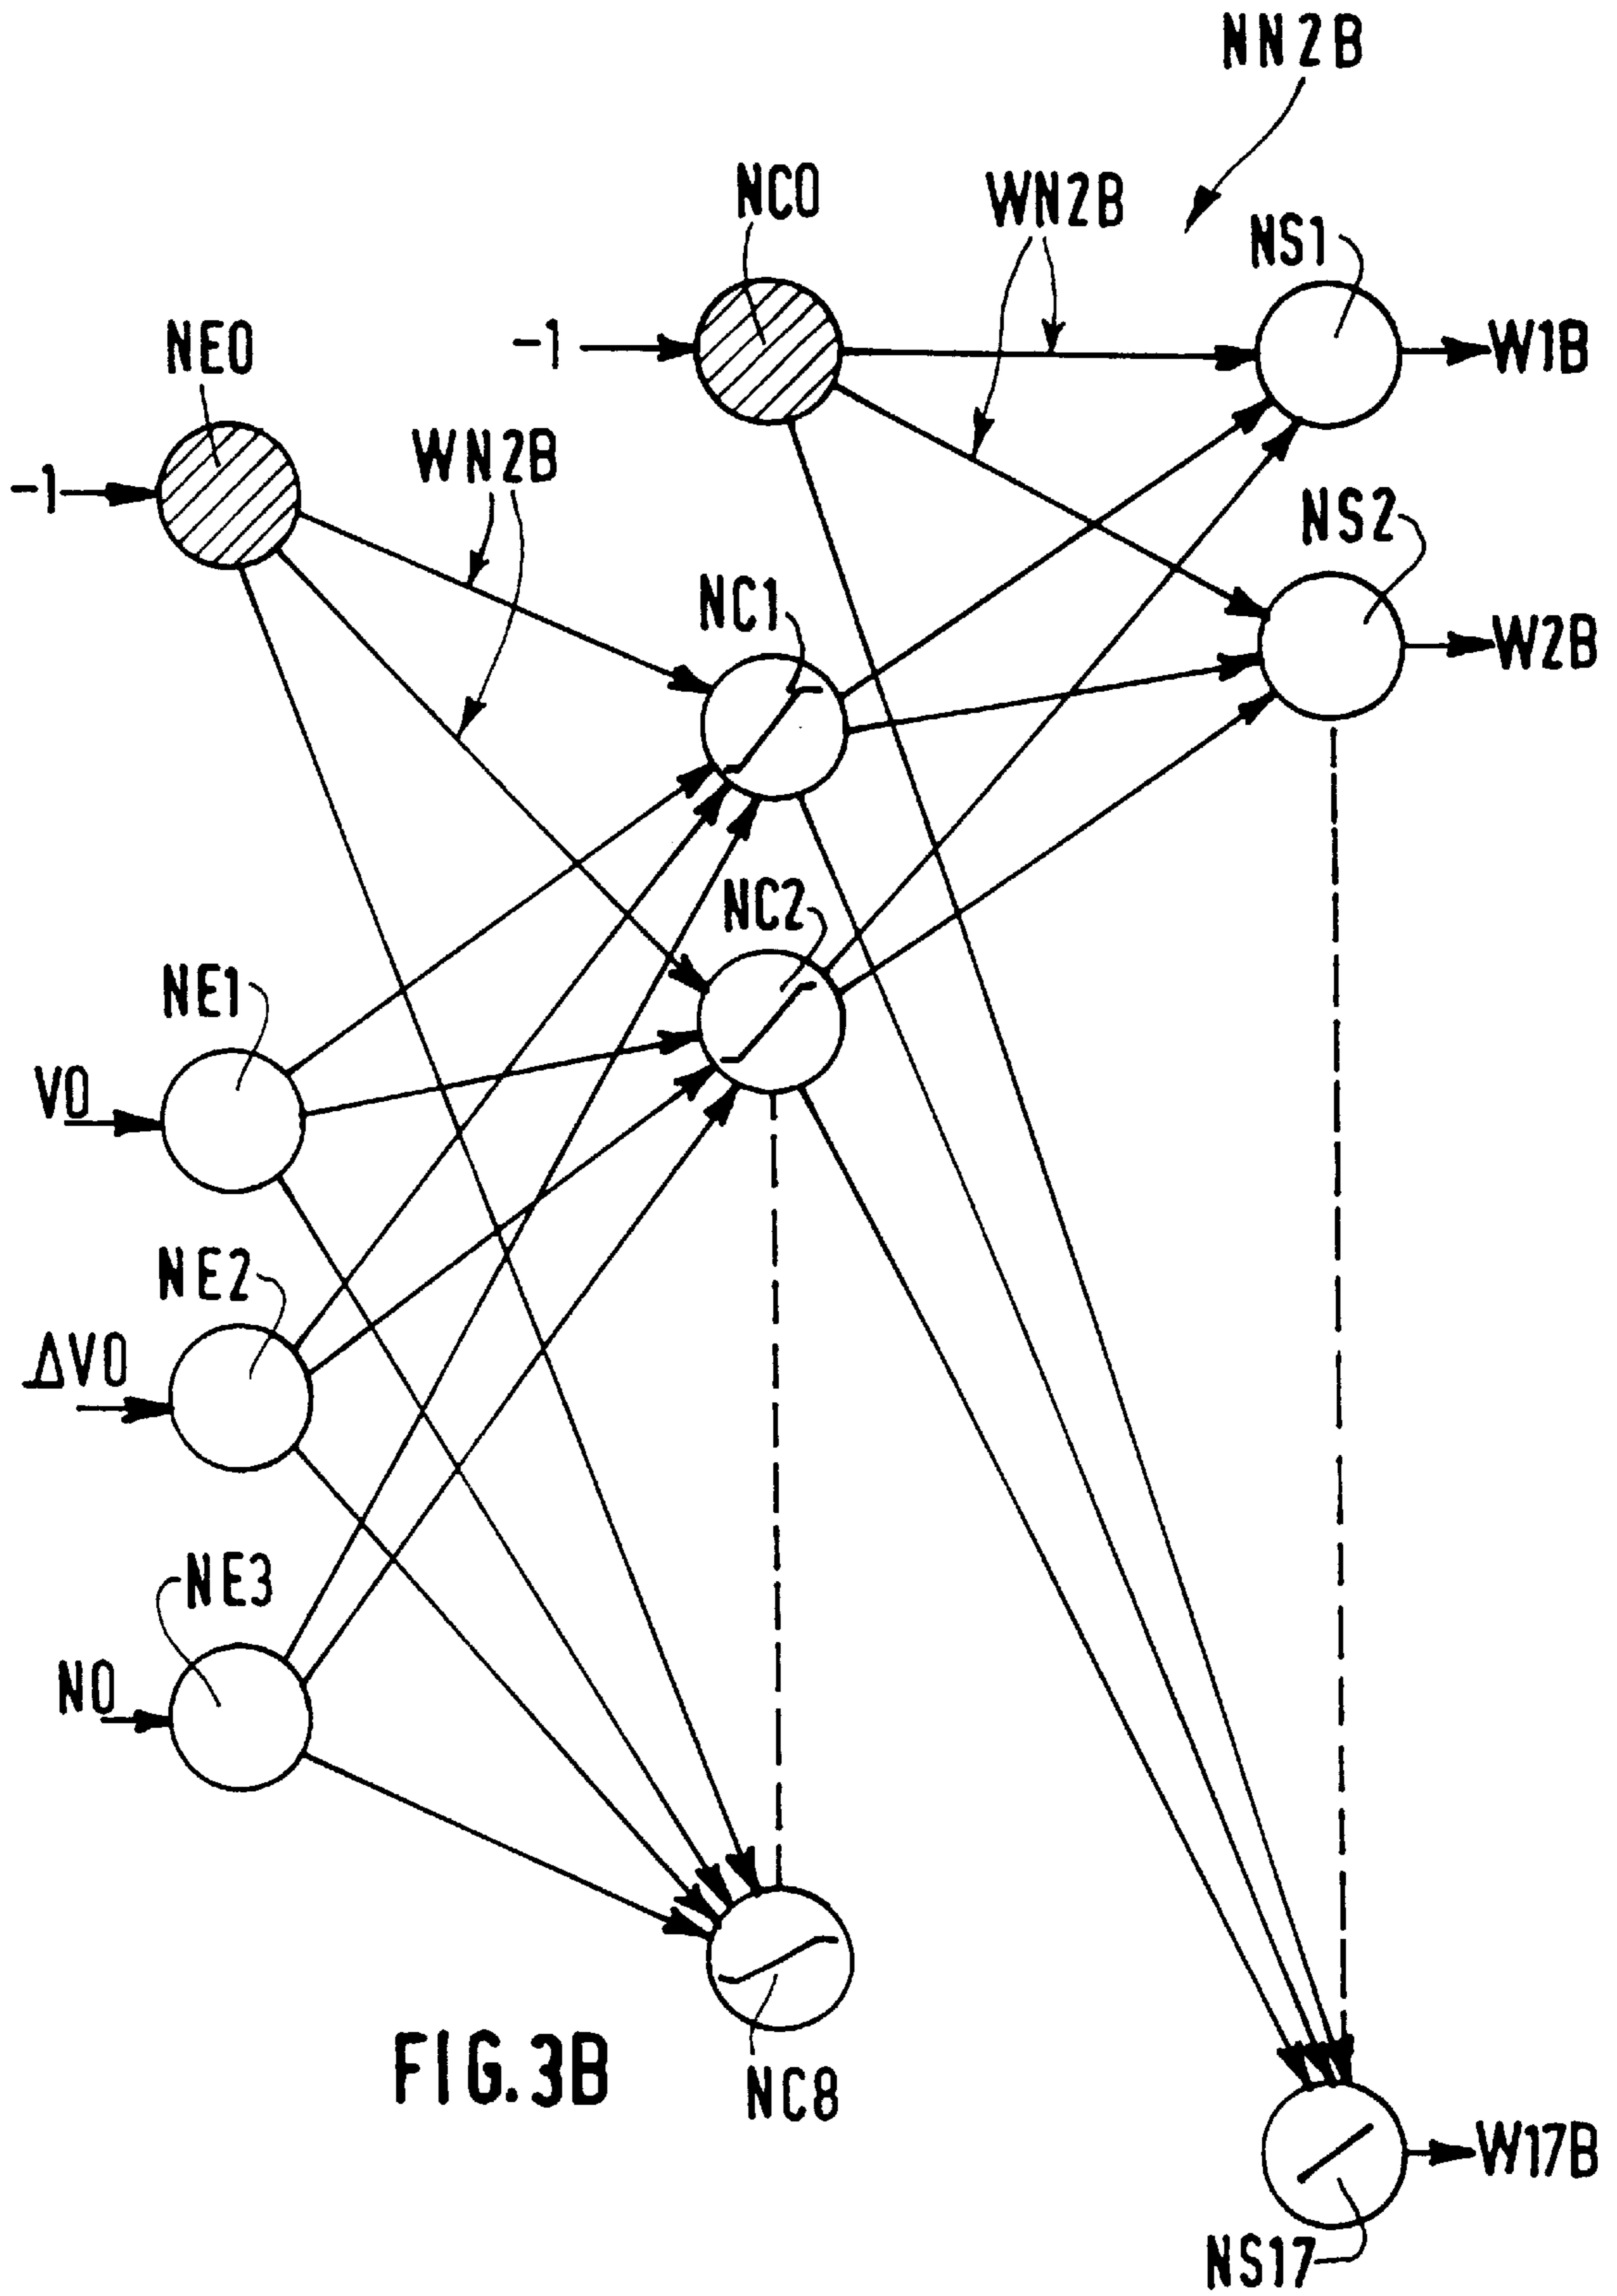 NN2B
NC0
WN2B
NS1
NE0
-1
W1B
WN2B
-1
NS2
NC1
W2B
NC2
NE1
V0
NE2
ΔV0
NE3
N0
FIG.3B
NC8
W17B
NS17